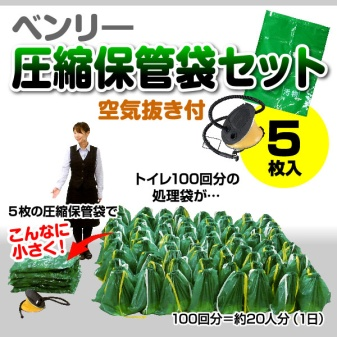 ベンリー
圧縮保管袋セット
空気抜き付
5
枚入
汚物
トイレ100回分の
処理袋が…
5枚の圧縮保管袋で
こんなに
小さく!
100回分=約20人分(1日)